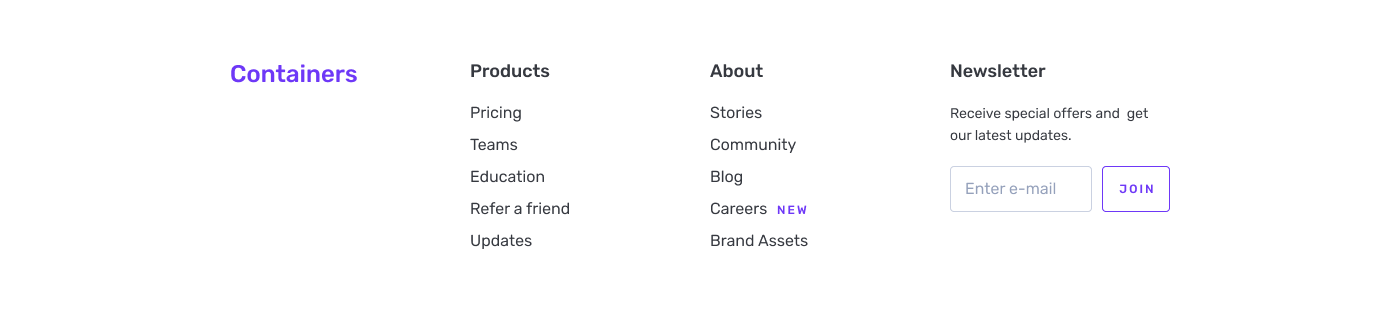 Containers
Products
Pricing
Teams
Education
Refer a friend
Updates
About
Stories
Community
Blog
Careers NEW
Brand Assets
Newsletter
Receive special offers and  get
our latest updates.
Enter e-mail
JOIN